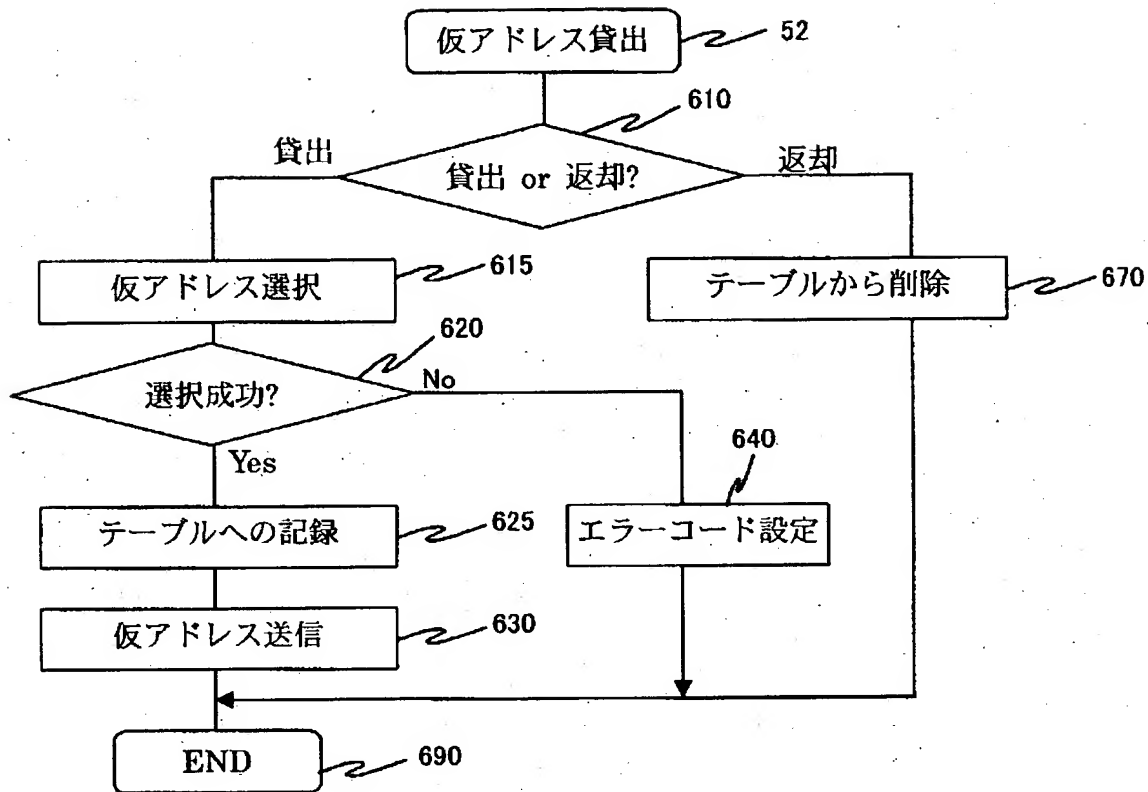 仮アドレス貸出
52
610
貸出
貸出 or 返却?
返却
仮アドレス選択
615
テーブルから削除
670
620
選択成功?
No
Yes
640
テーブルへの記録
625
エラーコード設定
仮アドレス送信
630
END
690